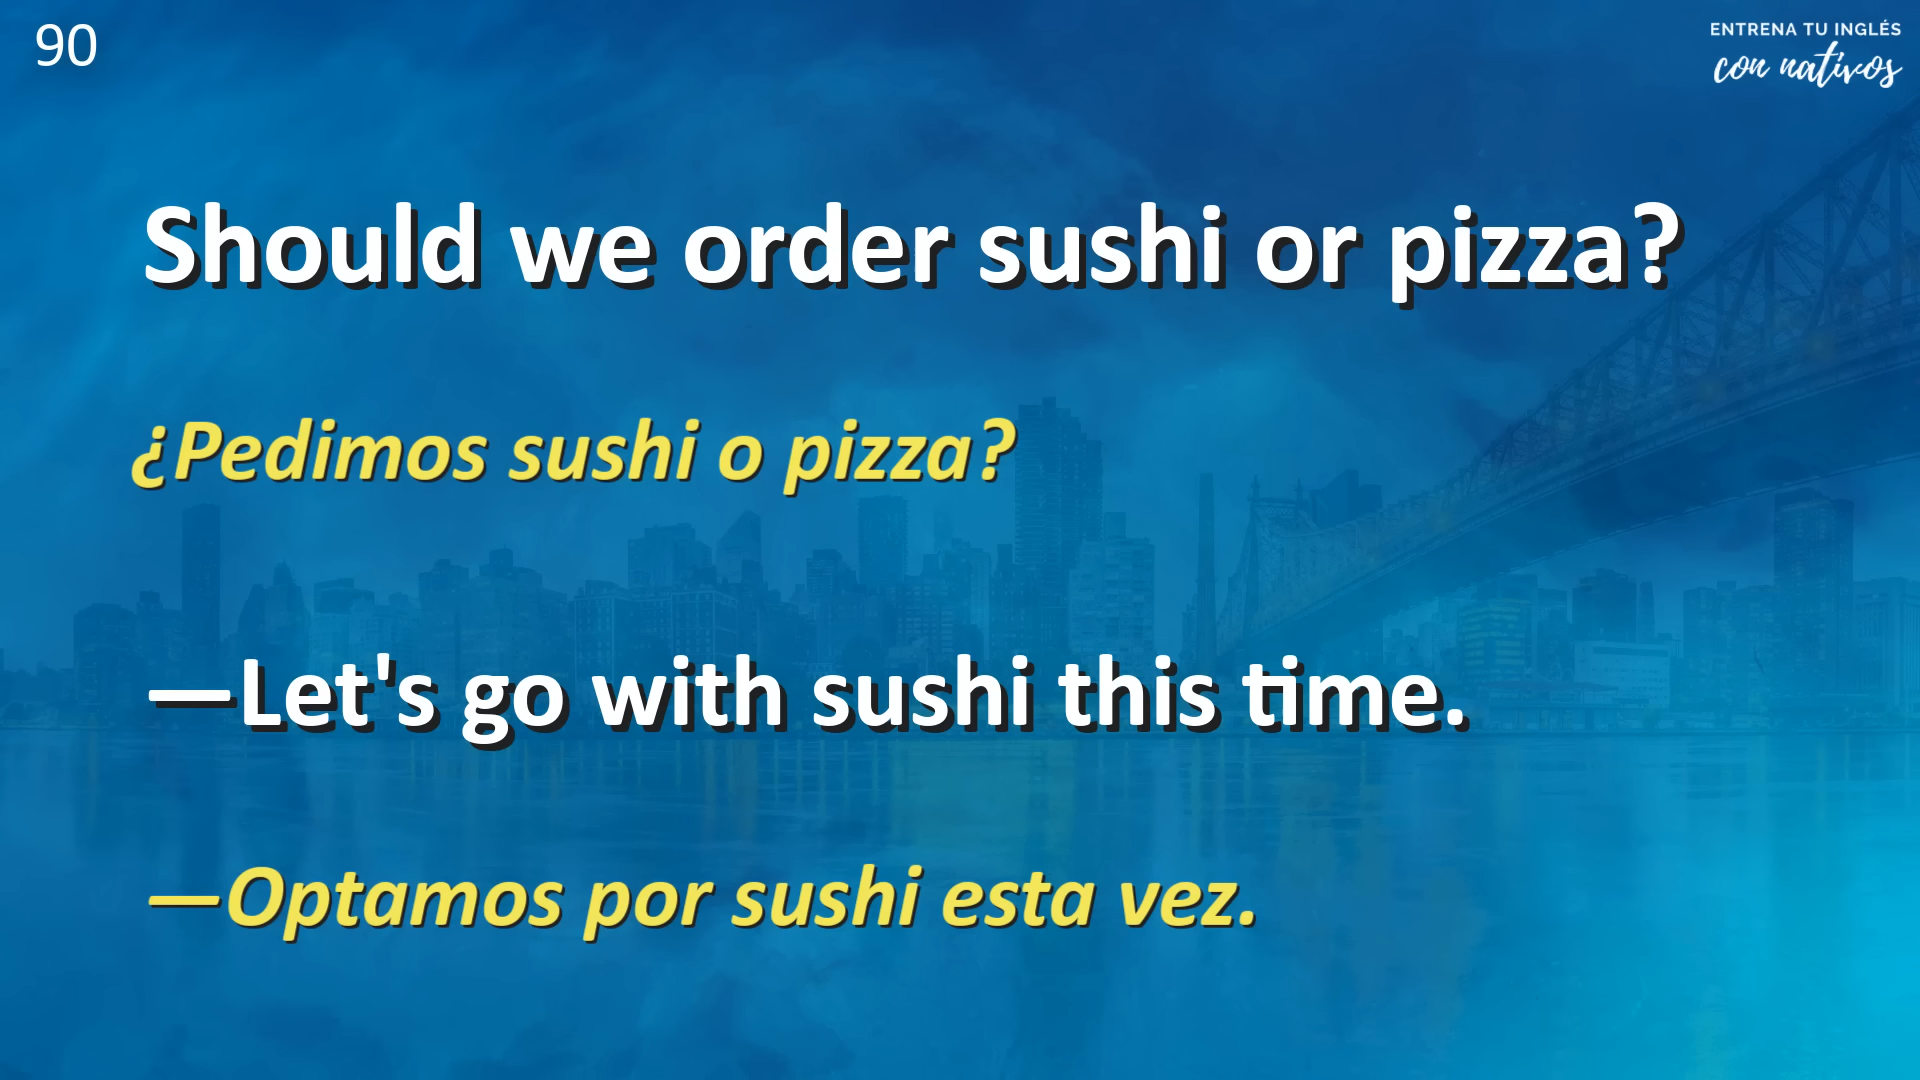 90
ENTRENA TU INGLÉS
con nativos
Should we order sushi or pizza?
¿Pedimos sushi o pizza?
—Let's go with sushi this time.
—Optamos por sushi esta vez.